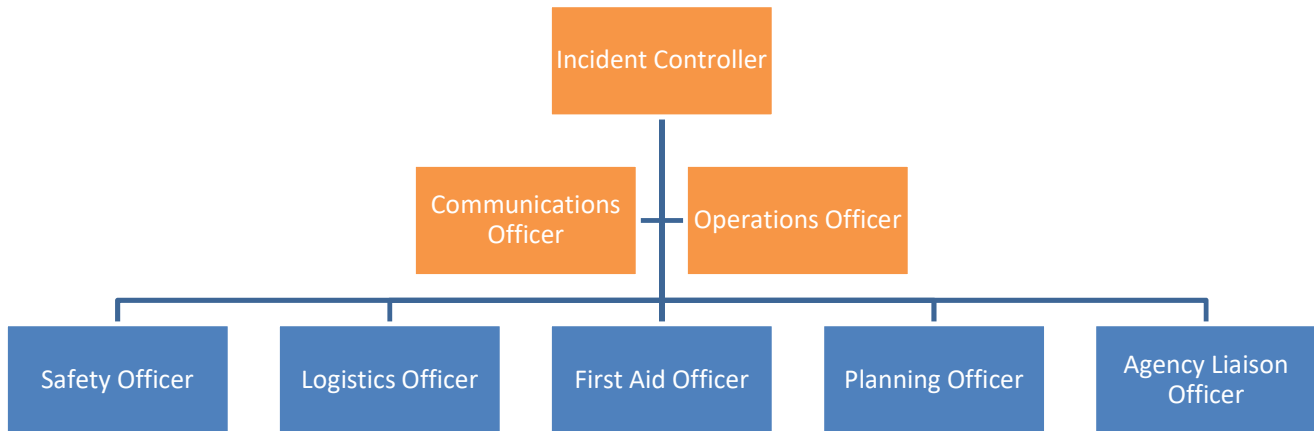 Incident Controller
Communications
Officer
Operations Officer
Safety Officer
Logistics Officer
First Aid Officer
Planning Officer
Agency Liaison
Officer